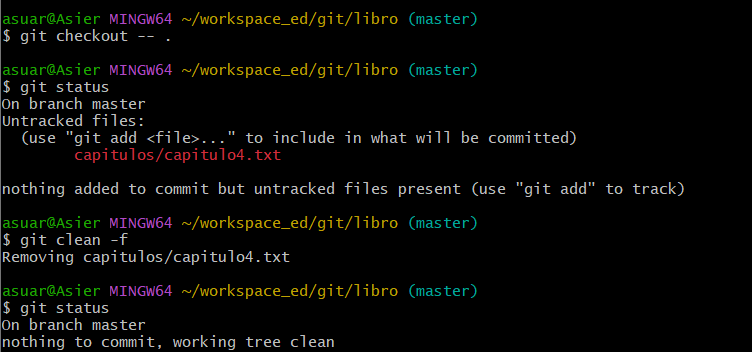 asuar@Asier MINGW64 ~/workspace_ed/git/libro (master)
$ git checkout -- .
asuar@Asier MINGW64 ~/workspace_ed/git/libro (master)
$ git status
On branch master
Untracked files:
  (use "git add <file>..." to include in what will be committed)
        capitulos/capitulo4.txt
nothing added to commit but untracked files present (use "git add" to track)
asuar@Asier MINGW64 ~/workspace_ed/git/libro (master)
$ git clean -f
Removing capitulos/capitulo4.txt
asuar@Asier MINGW64 ~/workspace_ed/git/libro (master)
$ git status
On branch master
nothing to commit, working tree clean